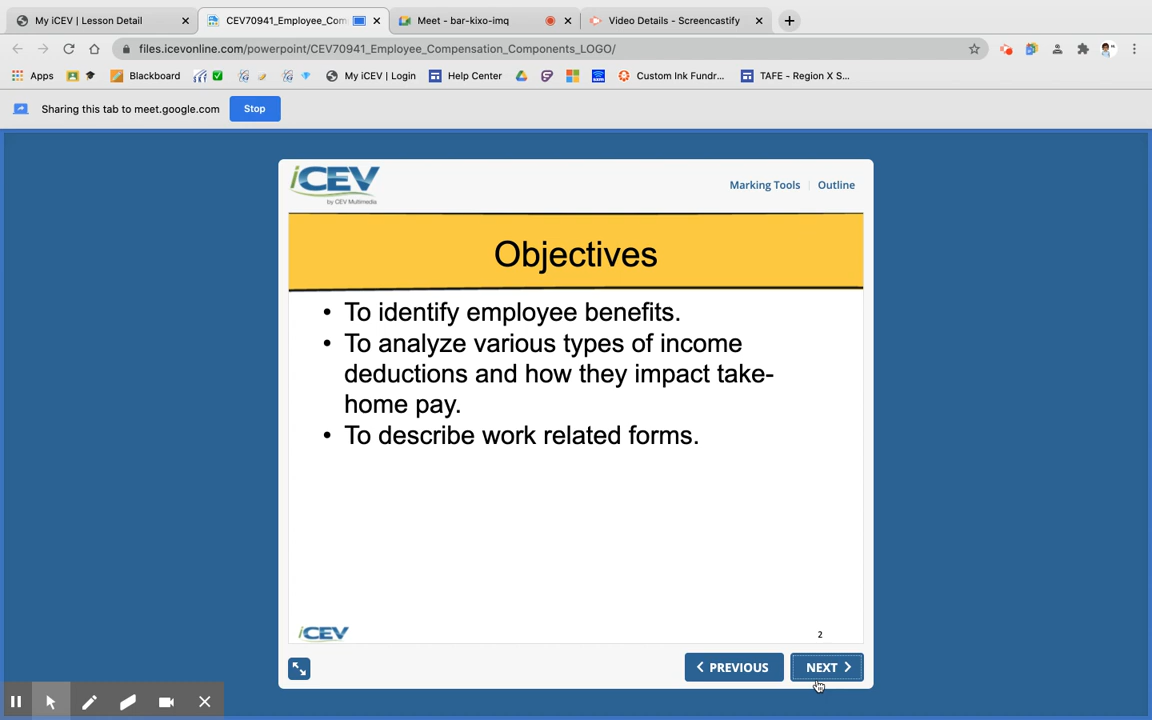 My iCEV | Lesson Detail
CEV70941_Employee_Com
Meet - bar-kixo-imq
Video Details - Screencastify
files.icevonline.com/powerpoint/CEV70941_Employee_Compensation_Components_LOGO/
Apps
Blackboard
My iCEV | Login
Help Center
Custom Ink Fundr...
TAFE - Region X S...
Sharing this tab to meet.google.com
Stop
iCEV
by CEV Multimedia
Marking Tools | Outline
Objectives
• To identify employee benefits.
• To analyze various types of income
deductions and how they impact take-
home pay.
• To describe work related forms.
iCEV
2
PREVIOUS
NEXT